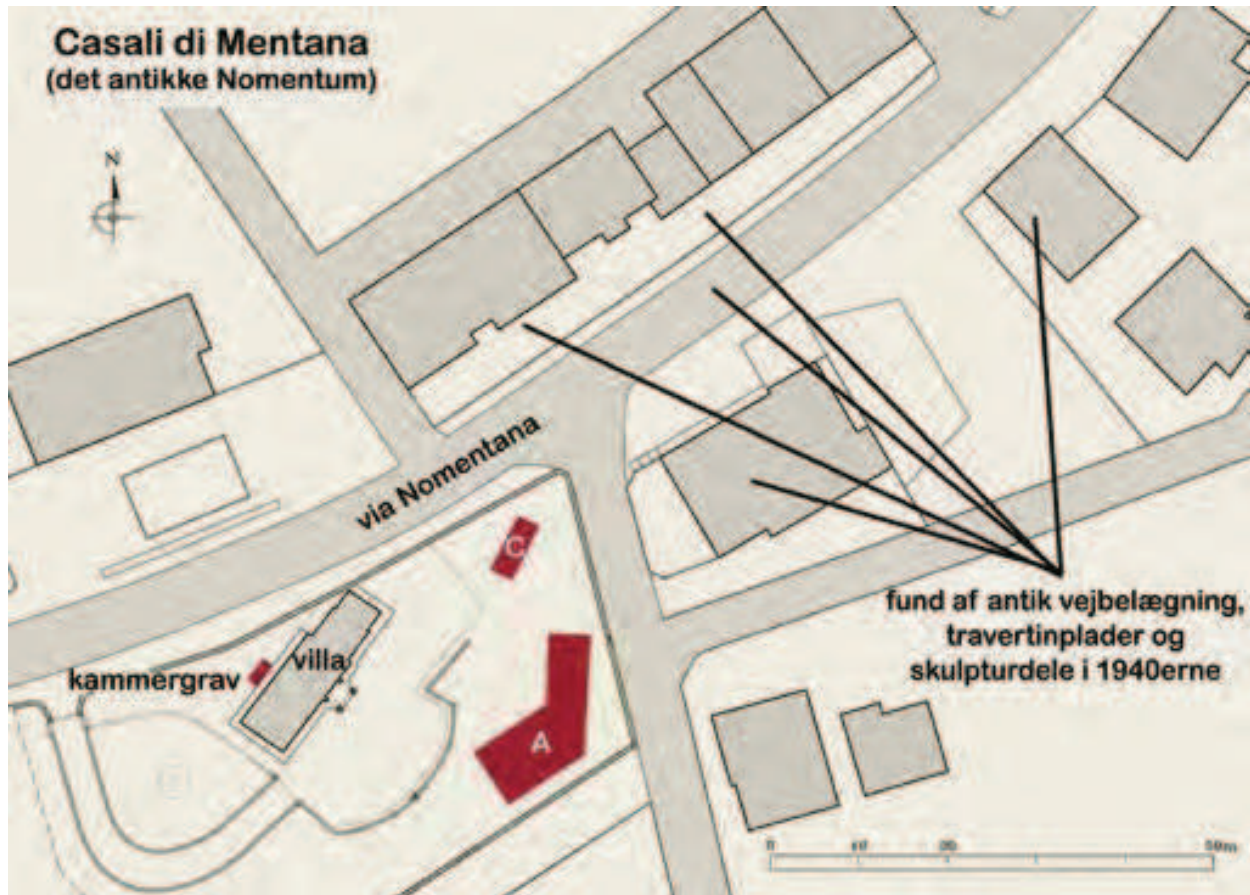 Casali di Mentana
(det antikke Nomentum)
N
via Nomentana
C
kammergrav
villa
A
fund af antik vejbelægning,
travertinplader og
skulpturdele i 1940erne
0
50m